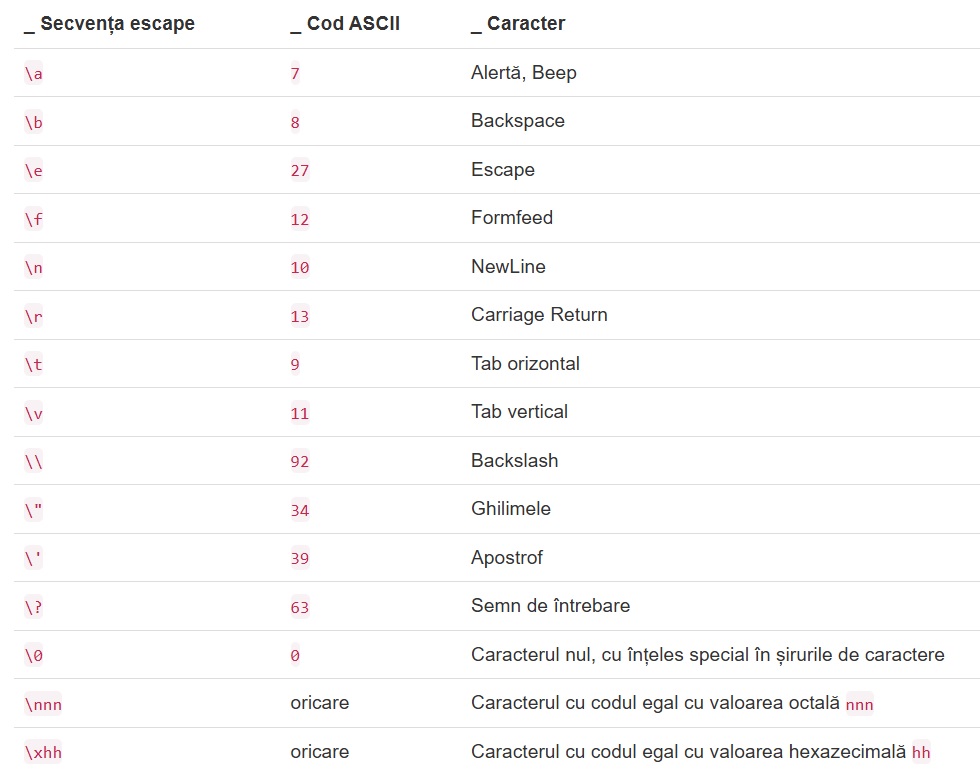 _ Secvența escape _ Cod ASCII _ Caracter
\a 7 Alertă, Beep
\b 8 Backspace
\e 27 Escape
\f 12 Formfeed
\n 10 NewLine
\r 13 Carriage Return
\t 9 Tab orizontal
\v 11 Tab vertical
\\ 92 Backslash
\" 34 Ghilimele
\' 39 Apostrof
\? 63 Semn de întrebare
\0 0 Caracterul nul, cu înțeles special în șirurile de caractere
\nnn oricare Caracterul cu codul egal cu valoarea octală nnn
\xhh oricare Caracterul cu codul egal cu valoarea hexazecimală hh